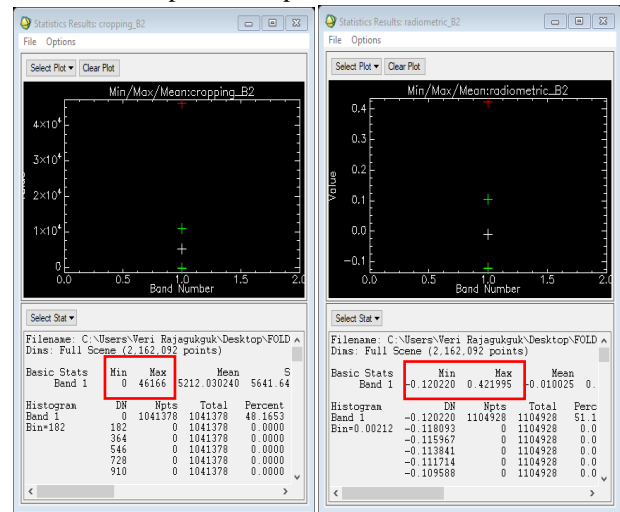 Statistics Results: cropping_B2
File Options
Select Plot Clear Plot
Min/Max/Mean:cropping_B2
4×10⁴
3×10⁴
2×10⁴
1×10⁴
0
Value
0.0 0.5 1.0 1.5 2.0
Band Number
Select Stat
Filename: C:\Users\Veri Rajagukguk\Desktop\FOLD
Dims: Full Scene (2,162,092 points)
Basic Stats Min Max Mean S
Band 1 0 46166 5212.030240 5641.64
Histogram DN Npts Total Percent
Band 1 0 1041378 1041378 48.1653
Bin=182 182 0 1041378 0.0000
364 0 1041378 0.0000
546 0 1041378 0.0000
728 0 1041378 0.0000
910 0 1041378 0.0000
Statistics Results: radiometric_B2
File Options
Select Plot Clear Plot
Min/Max/Mean:radiometric_B2
0.4
0.3
0.2
0.1
0.0
-0.1
Value
0.0 0.5 1.0 1.5 2.0
Band Number
Select Stat
Filename: C:\Users\Veri Rajagukguk\Desktop\FOLD
Dims: Full Scene (2,162,092 points)
Basic Stats Min Max Mean
Band 1 -0.120220 0.421995 -0.010025 0.
Histogram DN Npts Total Perc
Band 1 -0.120220 1104928 1104928 51.1
Bin=0.00212 -0.118093 0 1104928 0.0
-0.115967 0 1104928 0.0
-0.113841 0 1104928 0.0
-0.111714 0 1104928 0.0
-0.109588 0 1104928 0.0